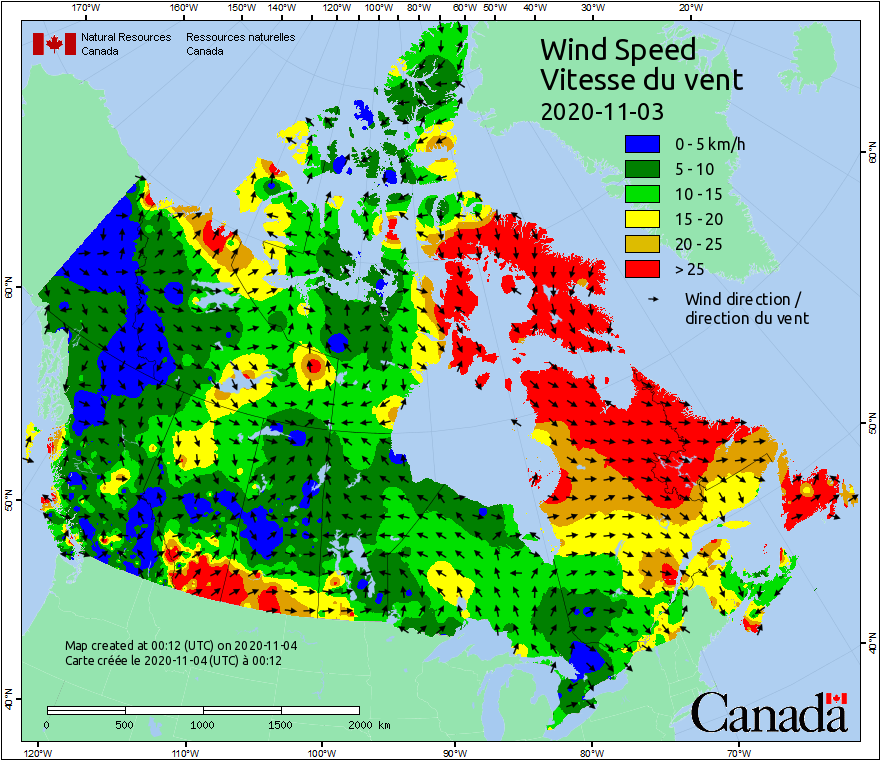 170°W 160°W 150°W 140°W 120°W 100°W 80°W 60°W 50°W 40°W 30°W 20°W
Natural Resources Ressources naturelles
Canada Canada
Wind Speed
Vitesse du vent
2020-11-03
0 - 5 km/h
5 - 10
10 - 15
15 - 20
20 - 25
> 25
Wind direction /
direction du vent
60°N 60°N
50°N 50°N
40°N 40°N
Map created at 00:12 (UTC) on 2020-11-04
Carte créée le 2020-11-04 (UTC) à 00:12
0 500 1000 1500 2000 km
Canada
120°W 110°W 100°W 90°W 80°W 70°W